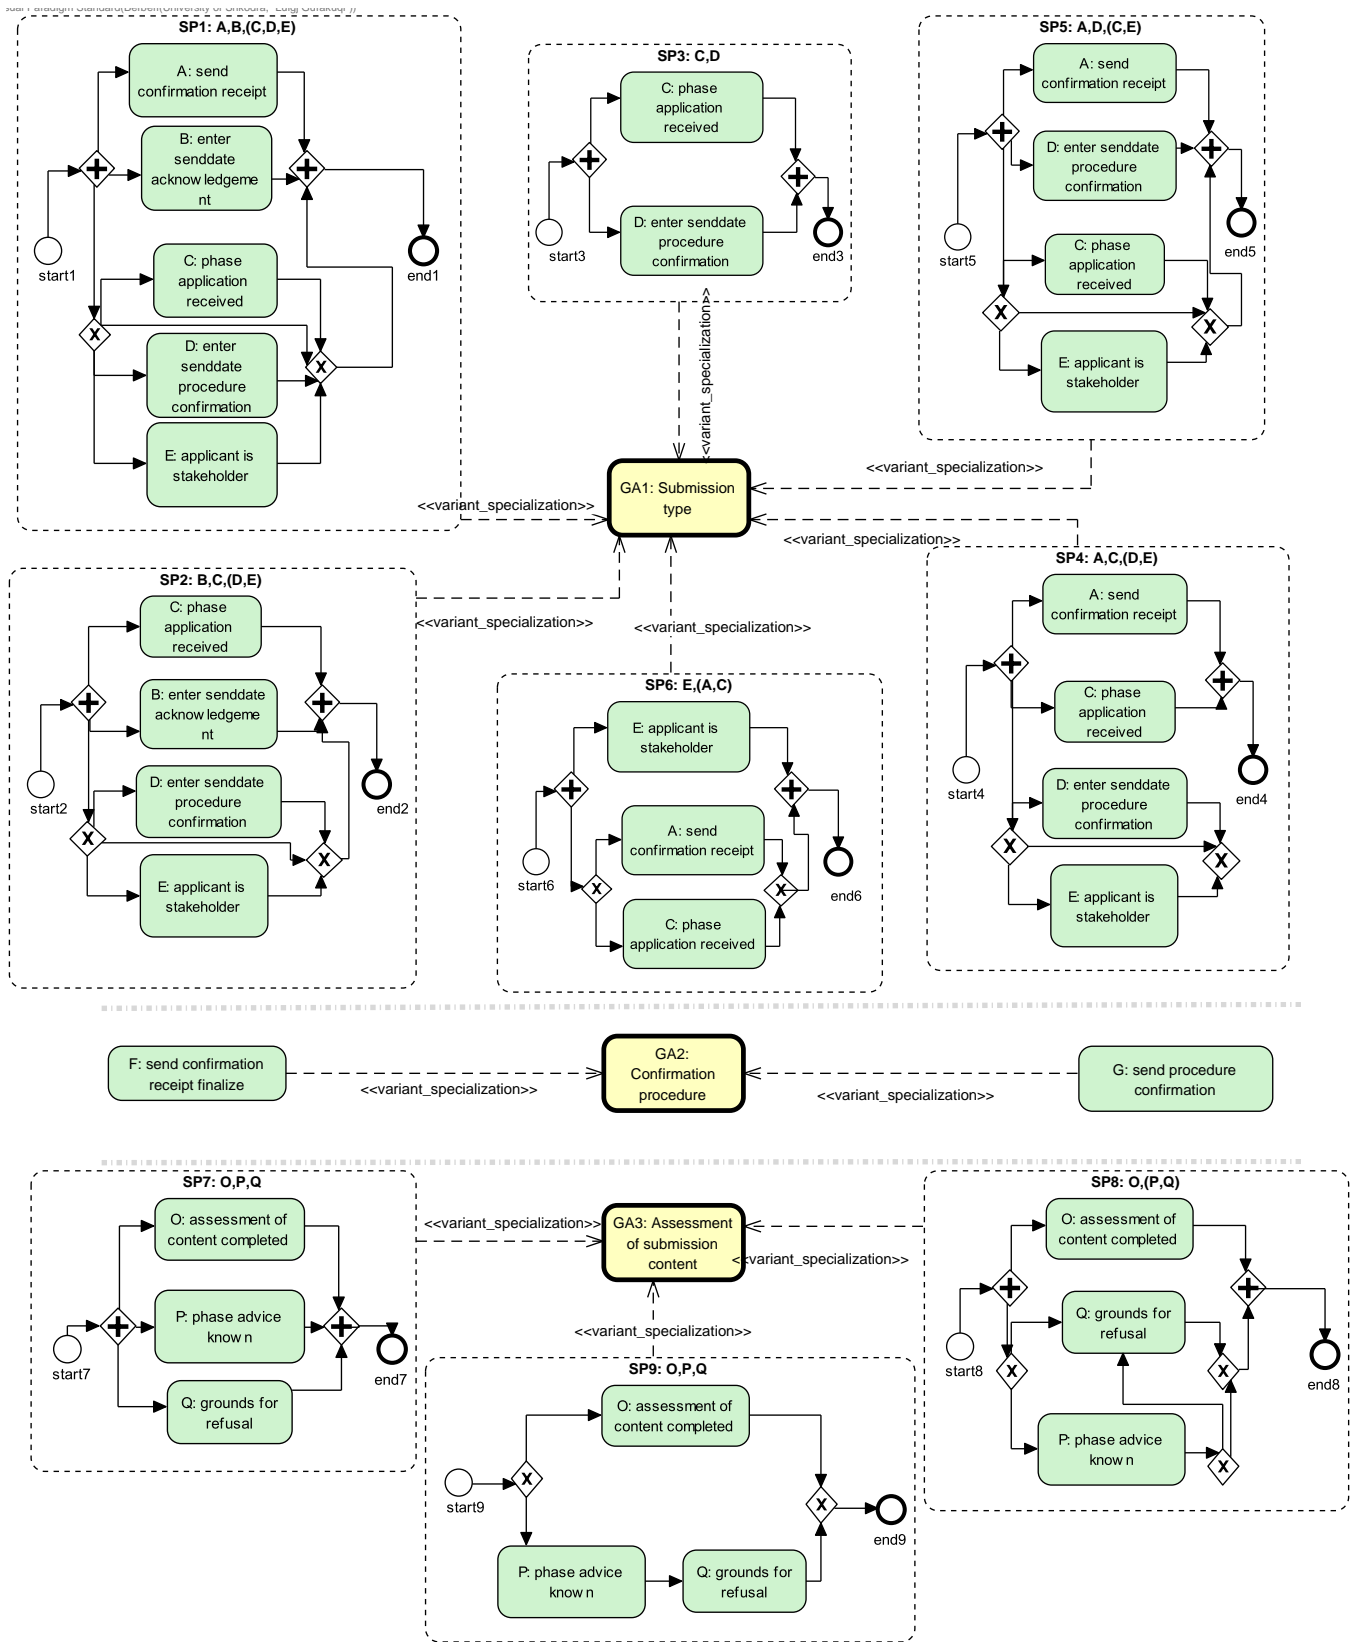 SP1: A,B,(C,D,E)
A: send
confirmation receipt
B: enter
senddate
acknow ledgeme
nt
C: phase
application
received
D: enter
senddate
procedure
confirmation
E: applicant is
stakeholder
start1
end1
X
X
SP3: C,D
C: phase
application
received
D: enter senddate
procedure
confirmation
start3
end3
SP5: A,D,(C,E)
A: send
confirmation receipt
D: enter senddate
procedure
confirmation
C: phase
application
received
E: applicant is
stakeholder
start5
end5
X
X
<<variant_specialization>>
<<variant_specialization>>
<<variant_specialization>>
GA1: Submission
type
<<variant_specialization>>
<<variant_specialization>>
<<variant_specialization>>
SP2: B,C,(D,E)
C: phase
application
received
B: enter senddate
acknow ledgeme
nt
D: enter senddate
procedure
confirmation
E: applicant is
stakeholder
start2
end2
X
X
SP6: E,(A,C)
E: applicant is
stakeholder
A: send
confirmation receipt
C: phase
application received
start6
end6
X
X
SP4: A,C,(D,E)
A: send
confirmation receipt
C: phase
application
received
D: enter senddate
procedure
confirmation
E: applicant is
stakeholder
start4
end4
X
X
F: send confirmation
receipt finalize
<<variant_specialization>>
GA2:
Confirmation
procedure
<<variant_specialization>>
G: send procedure
confirmation
SP7: O,P,Q
O: assessment of
content completed
P: phase advice
know n
Q: grounds for
refusal
start7
end7
<<variant_specialization>>
GA3: Assessment
of submission
content
<<variant_specialization>>
<<variant_specialization>>
SP8: O,(P,Q)
O: assessment of
content completed
Q: grounds for
refusal
P: phase advice
know n
start8
end8
X
X
X
SP9: O,P,Q
O: assessment of
content completed
P: phase advice
know n
Q: grounds for
refusal
start9
end9
X
X